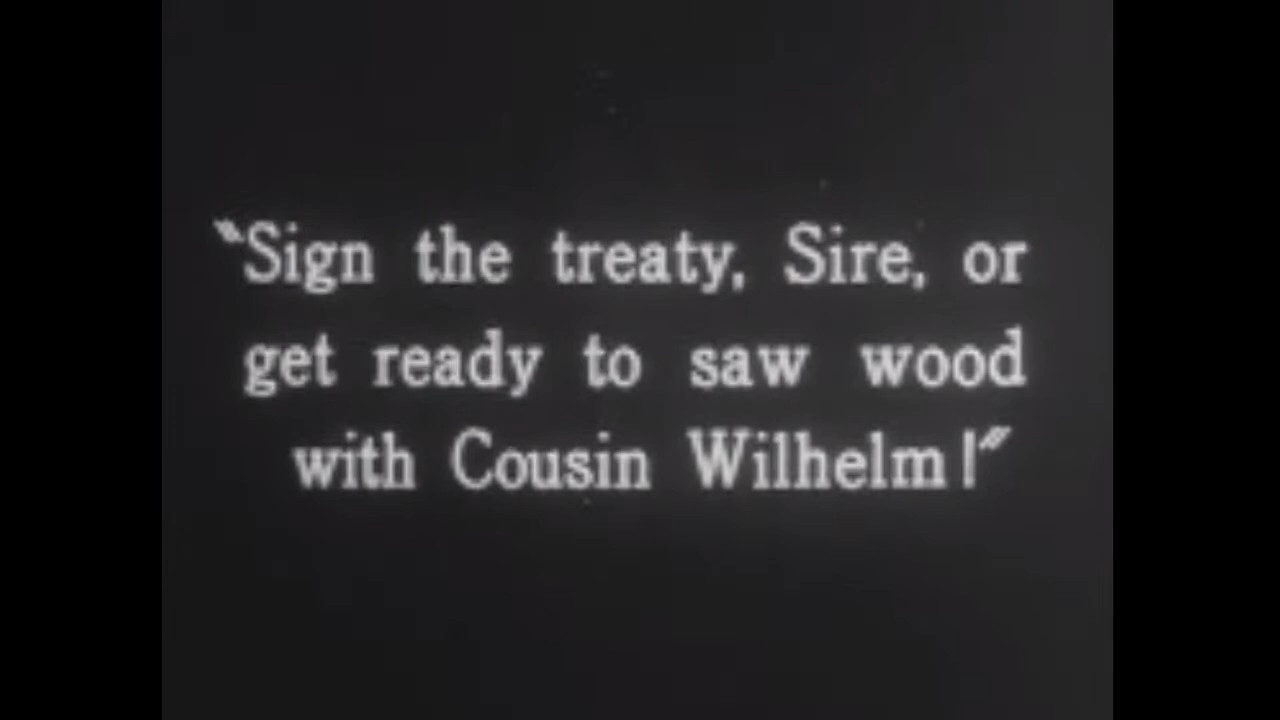 "Sign the treaty, Sire, or
get ready to saw wood
with Cousin Wilhelm!"